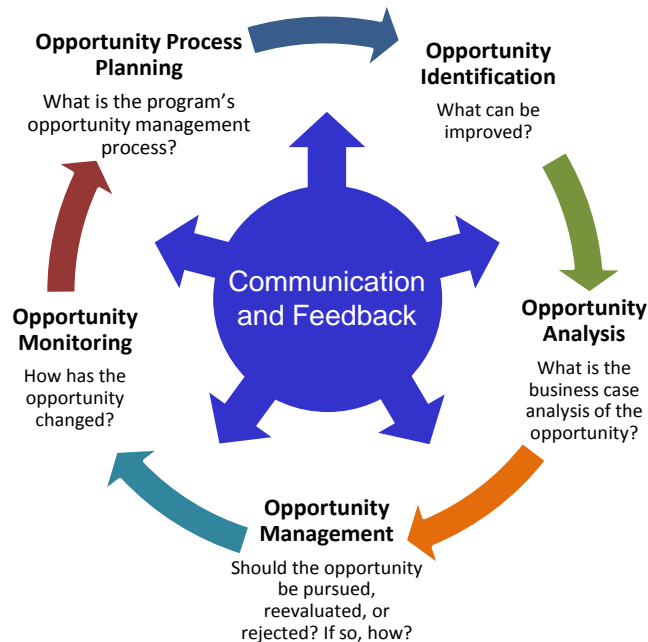 Opportunity Process
Planning
What is the program's
opportunity management
process?
Opportunity
Identification
What can be
improved?
Opportunity
Analysis
What is the
business case
analysis of the
opportunity?
Opportunity
Management
Should the opportunity
be pursued,
reevaluated, or
rejected? If so, how?
Opportunity
Monitoring
How has the
opportunity
changed?
Communication
and Feedback